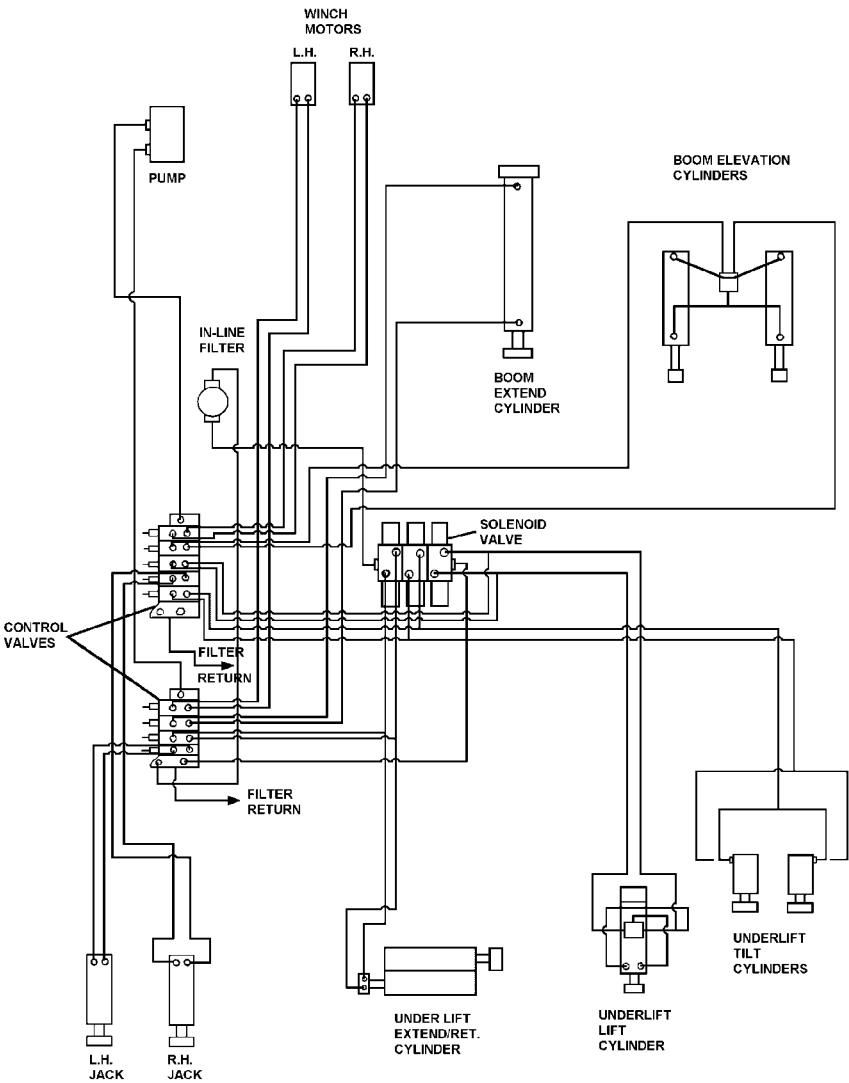 WINCH
MOTORS
L.H.
R.H.
PUMP
BOOM ELEVATION
CYLINDERS
IN-LINE
FILTER
BOOM
EXTEND
CYLINDER
SOLENOID
VALVE
CONTROL
VALVES
FILTER
RETURN
FILTER
RETURN
UNDERLIFT
TILT
CYLINDERS
UNDER LIFT
EXTEND/RET.
CYLINDER
UNDERLIFT
LIFT
CYLINDER
L.H.
JACK
R.H.
JACK